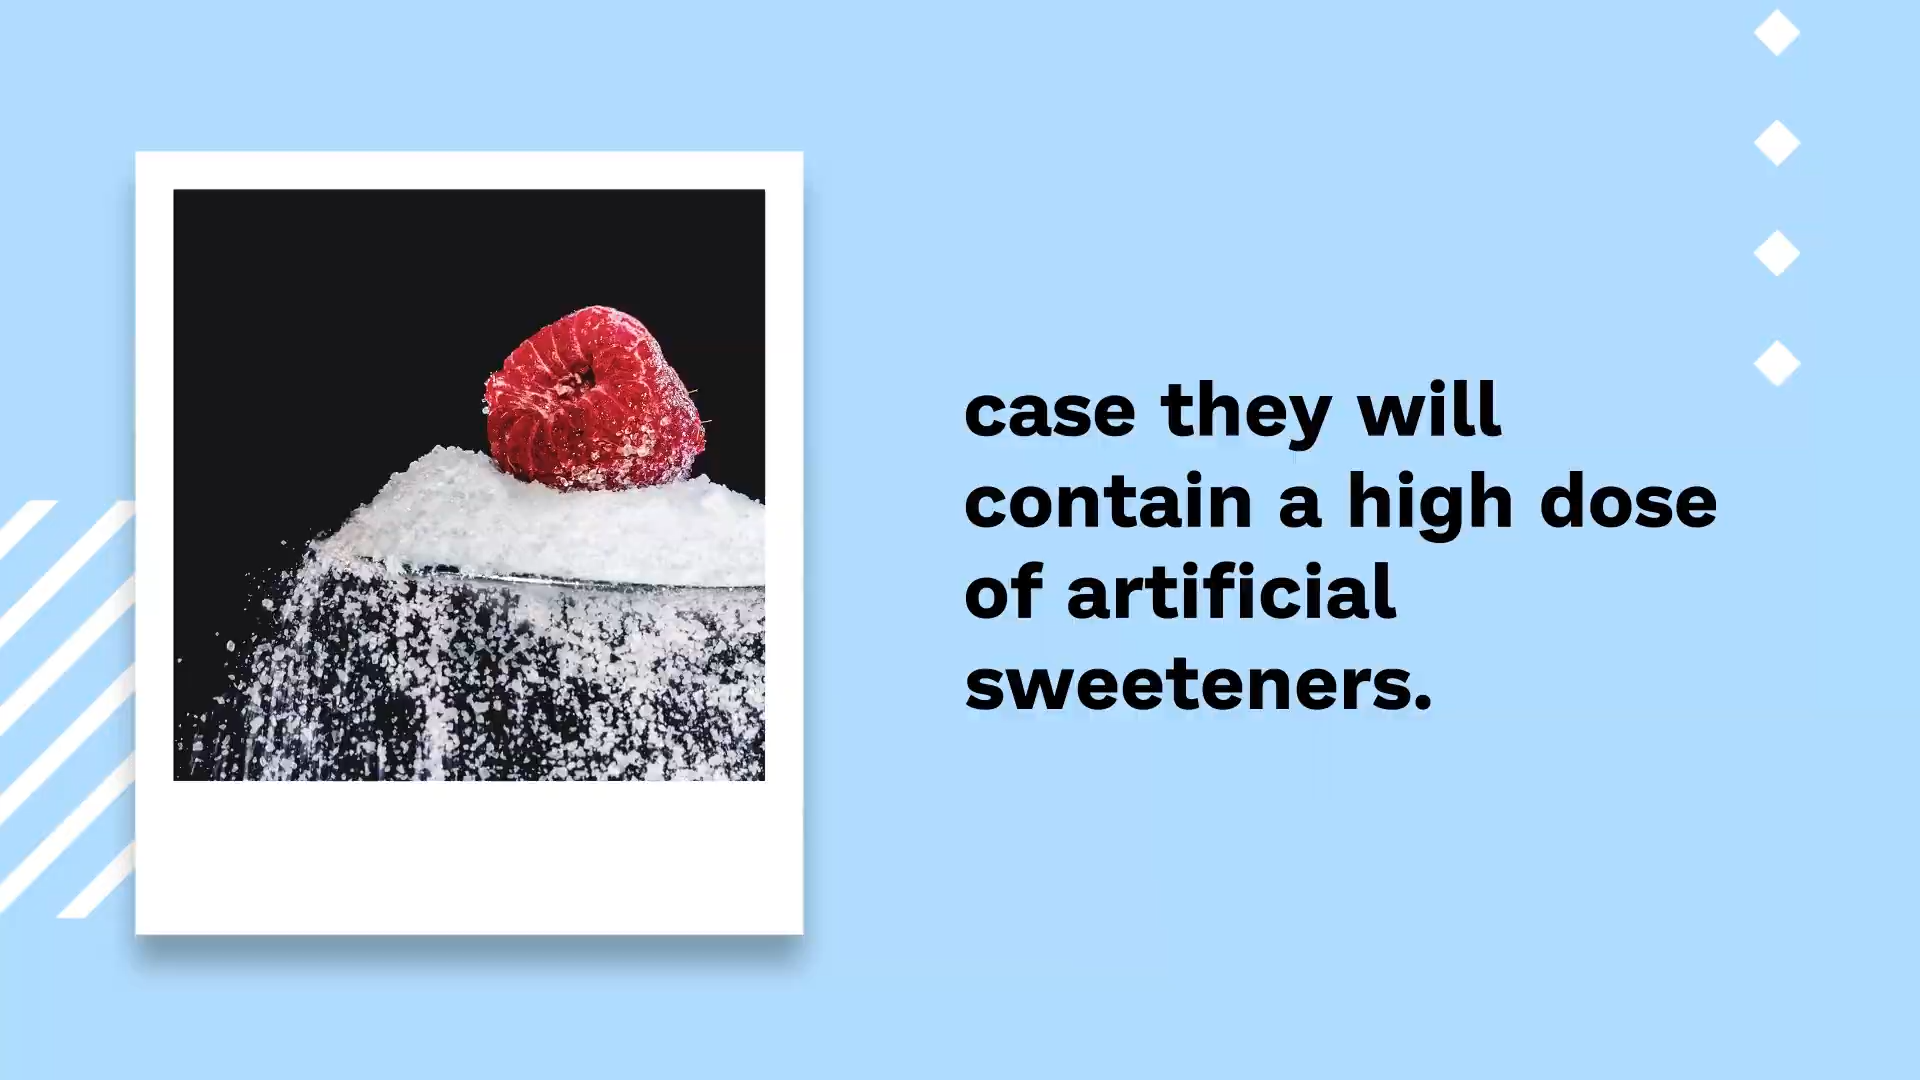 case they will
contain a high dose
of artificial
sweeteners.